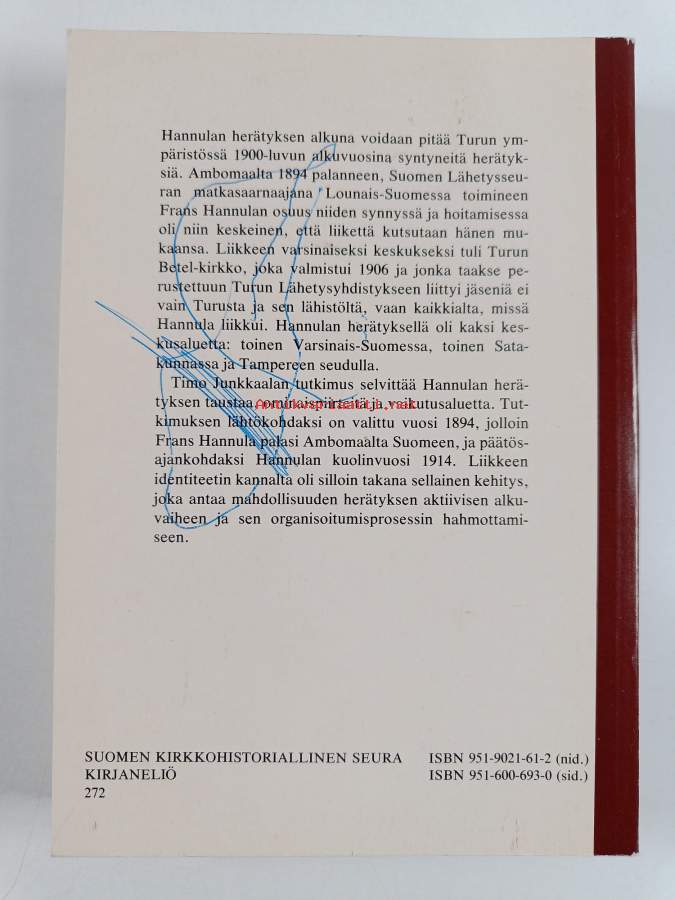 Hannulan herätyksen alkuna voidaan pitää Turun ym-
päristössä 1900-luvun alkuvuosina syntyneitä herätyk-
siä. Ambomaalta 1894 palanneen, Suomen Lähetysseu-
ran matkasaarnaajana Lounais-Suomessa toimineen
Frans Hannulan osuus niiden synnyssä ja hoitamisessa
oli niin keskeinen, että liikettä kutsutaan hänen mu-
kaansa. Liikkeen varsinaiseksi keskukseksi tuli Turun
Betel-kirkko, joka valmistui 1906 ja jonka taakse pe-
rustettuun Turun Lähetysyhdistykseen liittyi jäseniä ei
vain Turusta ja sen lähistöltä, vaan kaikkialta, missä
Hannula liikkui. Hannulan herätyksellä oli kaksi kes-
kusaluetta: toinen Varsinais-Suomessa, toinen Sata-
kunnassa ja Tampereen seudulla.
Timo Junkkaalan tutkimus selvittää Hannulan herä-
tyksen taustaa, ominaispiirteitä ja vaikutusaluetta. Tut-
kimuksen lähtökohdaksi on valittu vuosi 1894, jolloin
Frans Hannula palasi Ambomaalta Suomeen, ja päätös-
ajankohdaksi Hannulan kuolinvuosi 1914. Liikkeen
identiteetin kannalta oli silloin takana sellainen kehitys,
joka antaa mahdollisuuden herätyksen aktiivisen alku-
vaiheen ja sen organisoitumisprosessin hahmottami-
seen.
SUOMEN KIRKKOHISTORIALLINEN SEURA
KIRJANELIÖ
272
ISBN 951-9021-61-2 (nid.)
ISBN 951-600-693-0 (sid.)